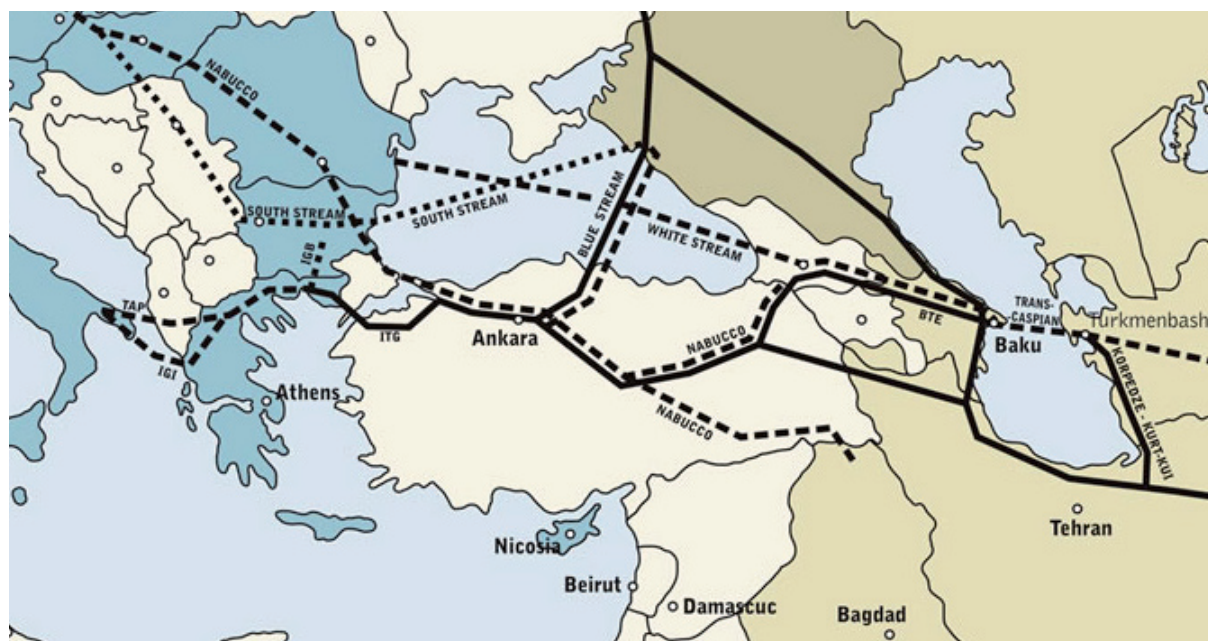 NABUCCO
SOUTH STREAM
SOUTH STREAM
IGB
BLUE STREAM
WHITE STREAM
TAP
IGI
ITG
Ankara
NABUCCO
NABUCCO
BTE
TRANS-
-CASPIAN
Turkmenbash
Baku
KORPEDZE - KURT-KUI
Athens
Tehran
Nicosia
Beirut
Damascuc
Bagdad